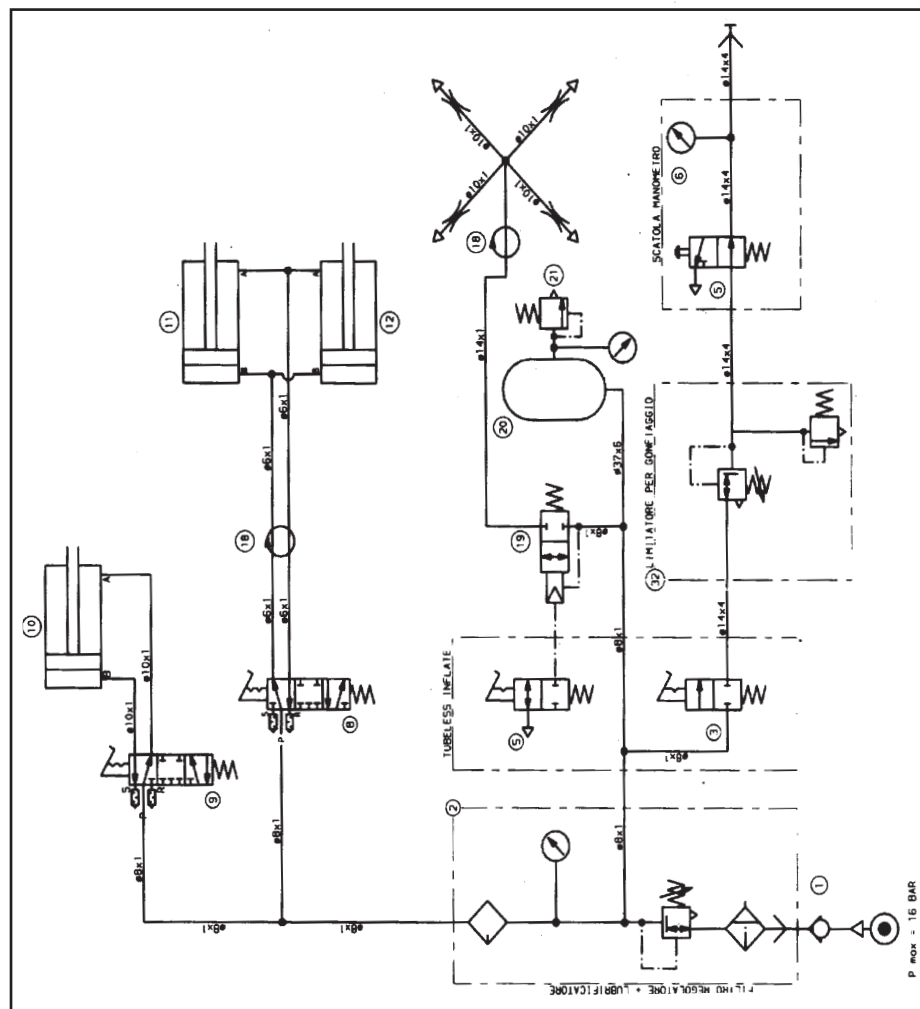 ø14x4
ø10x1
ø10x1
ø10x1
ø10x1
6
ø14x4
SCATOLA MANOMETRO
18
5
11
A
A
12
21
ø14x1
B
B
ø14x4
ø6x1
20
LIMITATORE PER GONFIAGGIO
ø6x1
ø37x6
18
19
ø8x1
10
A
32
B
ø6x1
ø6x1
ø8x1
ø14x4
ø10x1
ø10x1
TUBELESS INFLATE
S
R
P
8
5
3
ø8x1
S
R
P
9
2
ø8x1
ø8x1
ø8x1
ø8x1
ø8x1
1
FILTRO REGOLATORE + LUBRIFICATORE
P max = 16 BAR